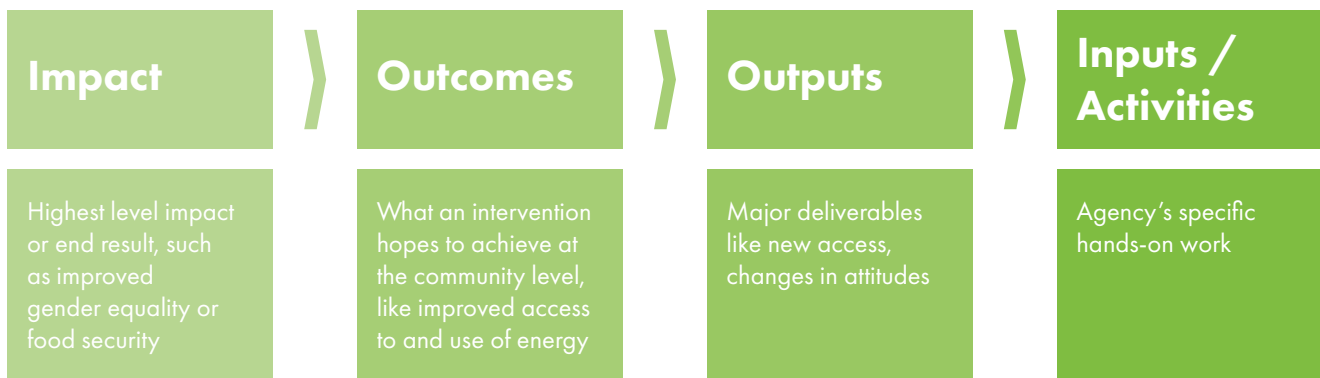 Impact
Outcomes
Outputs
Inputs /
Activities
Highest level impact
or end result, such
as improved
gender equality or
food security
What an intervention
hopes to achieve at
the community level,
like improved access
to and use of energy
Major deliverables
like new access,
changes in attitudes
Agency’s specific
hands-on work